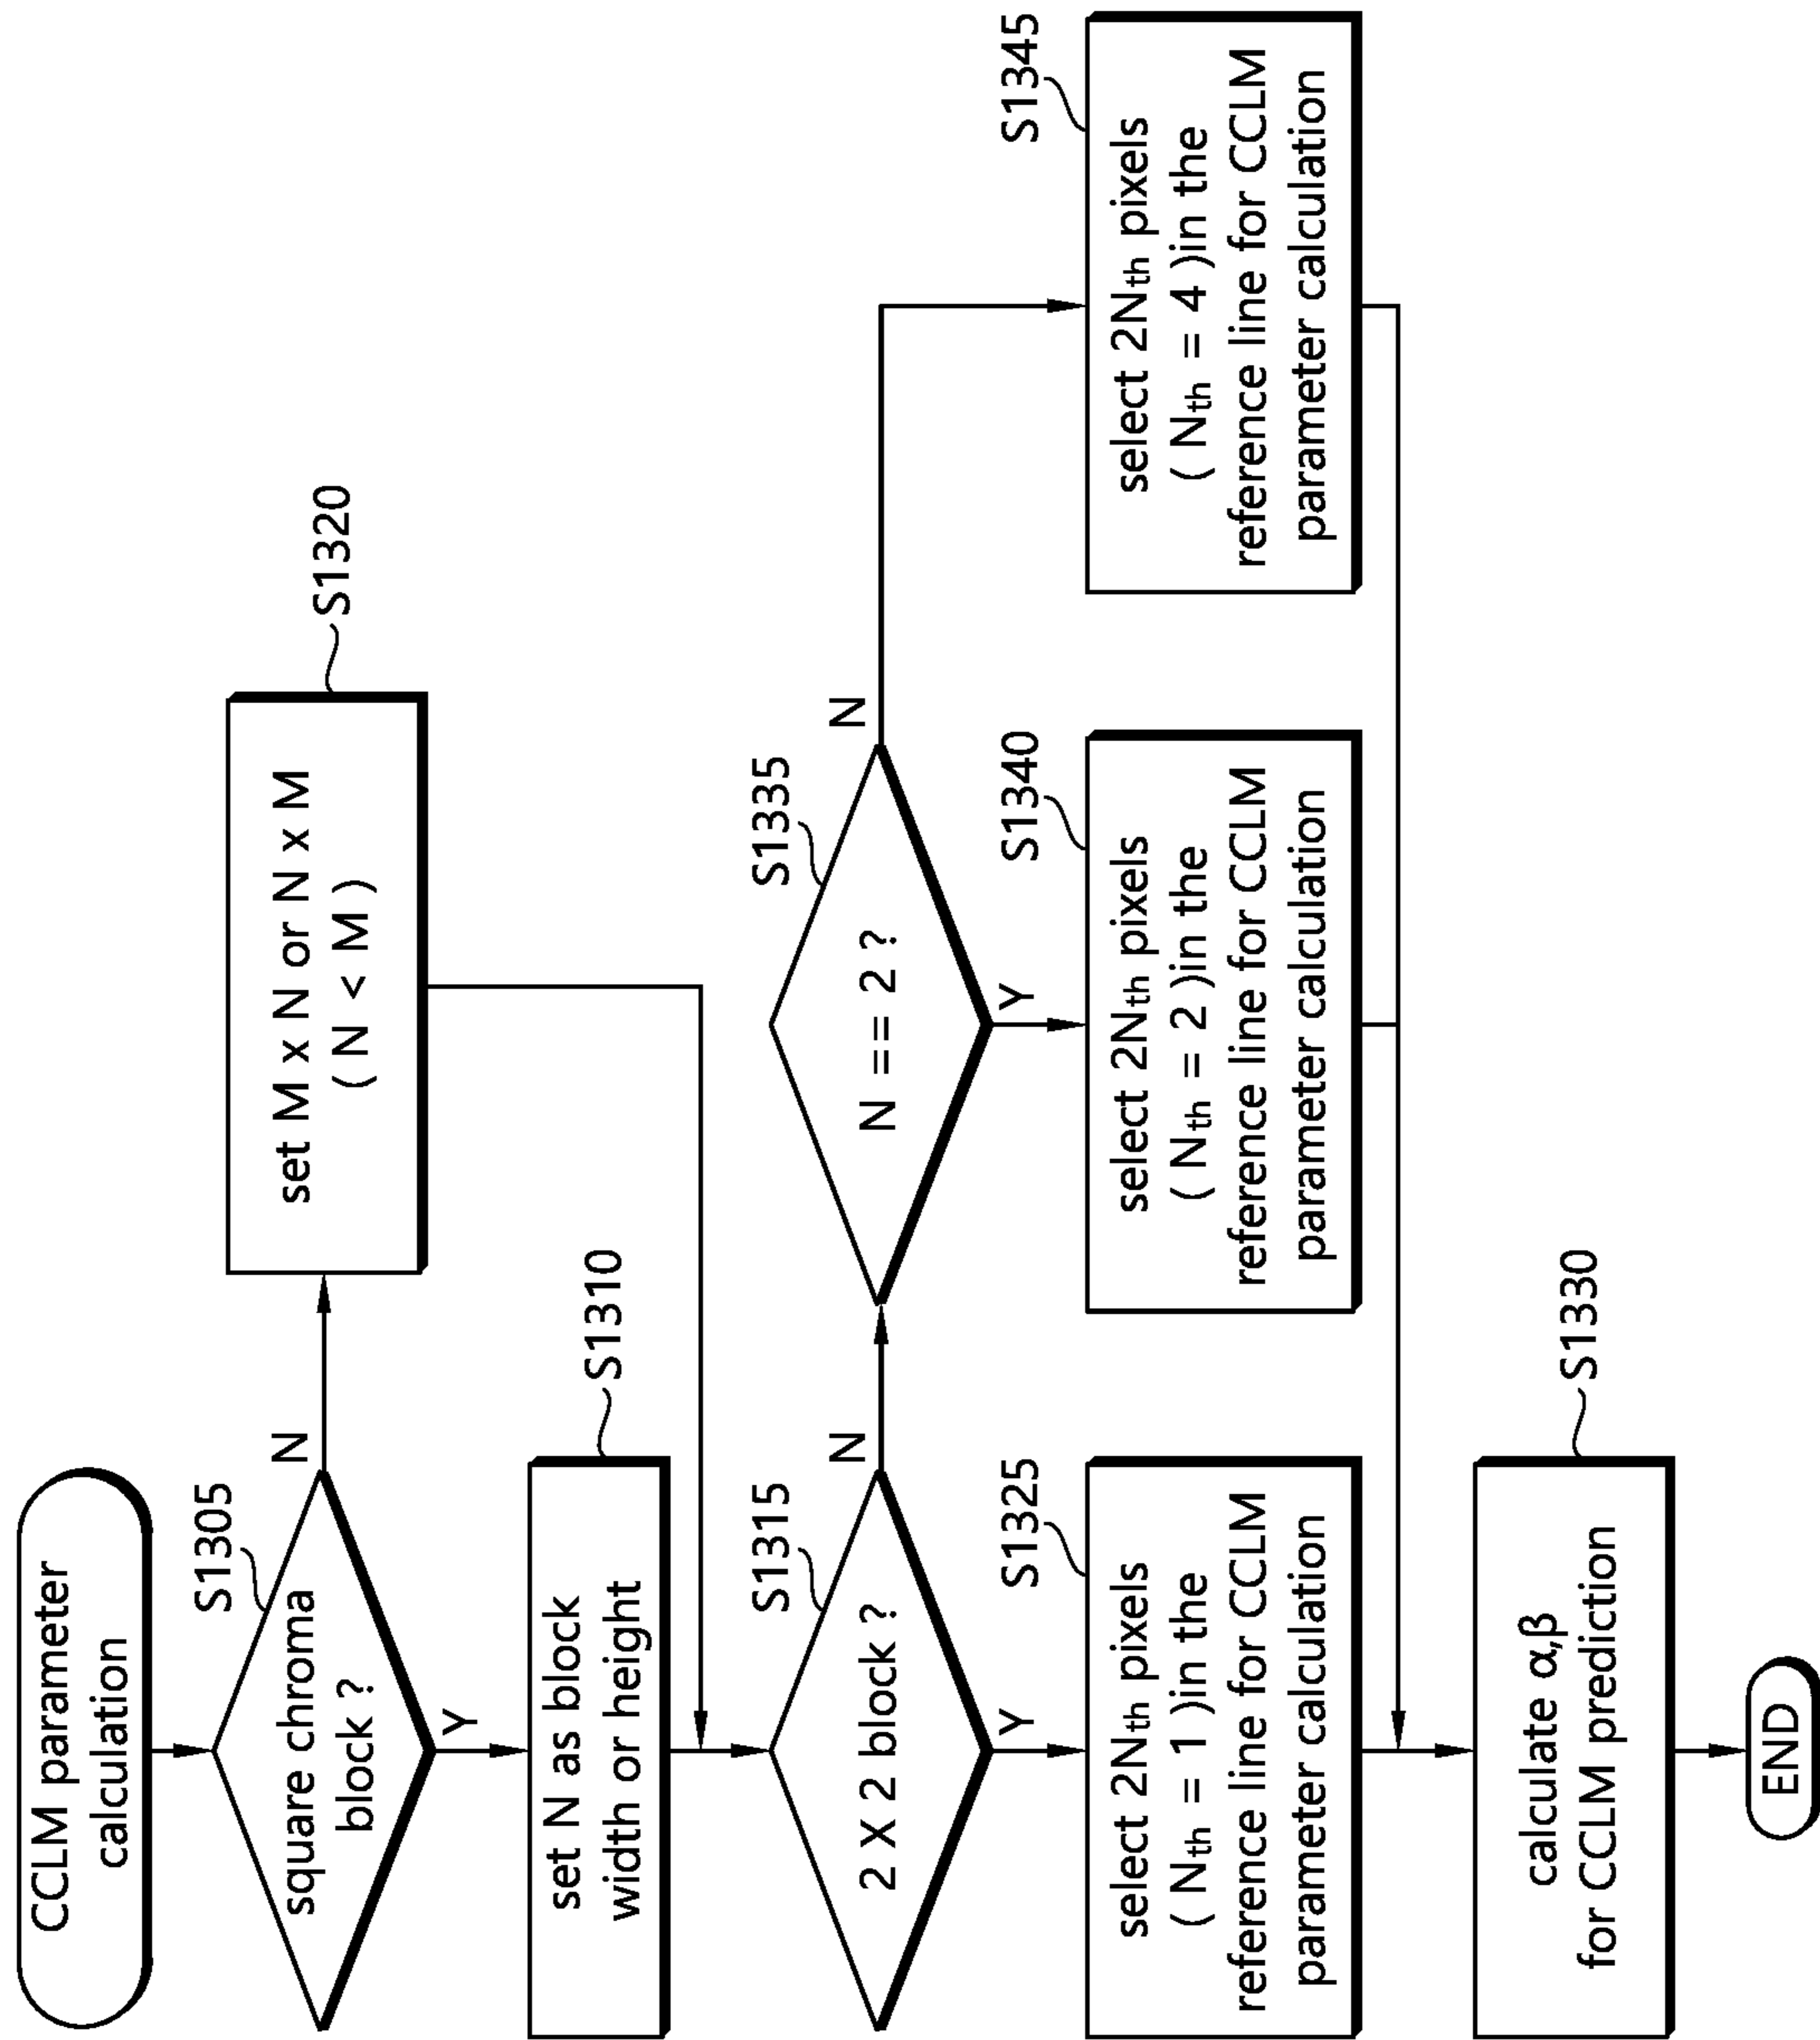 CCLM parameter
calculation
S1305
square chroma
block ?
N
Y
S1320
set M x N or N x M
( N < M )
S1310
set N as block
width or height
S1315
2 X 2 block ?
N
Y
S1335
N == 2 ?
N
Y
S1325
select 2Nth pixels
( Nth = 1 )in the
reference line for CCLM
parameter calculation
S1340
select 2Nth pixels
( Nth = 2 )in the
reference line for CCLM
parameter calculation
S1345
select 2Nth pixels
( Nth = 4 )in the
reference line for CCLM
parameter calculation
S1330
calculate α,β
for CCLM prediction
END